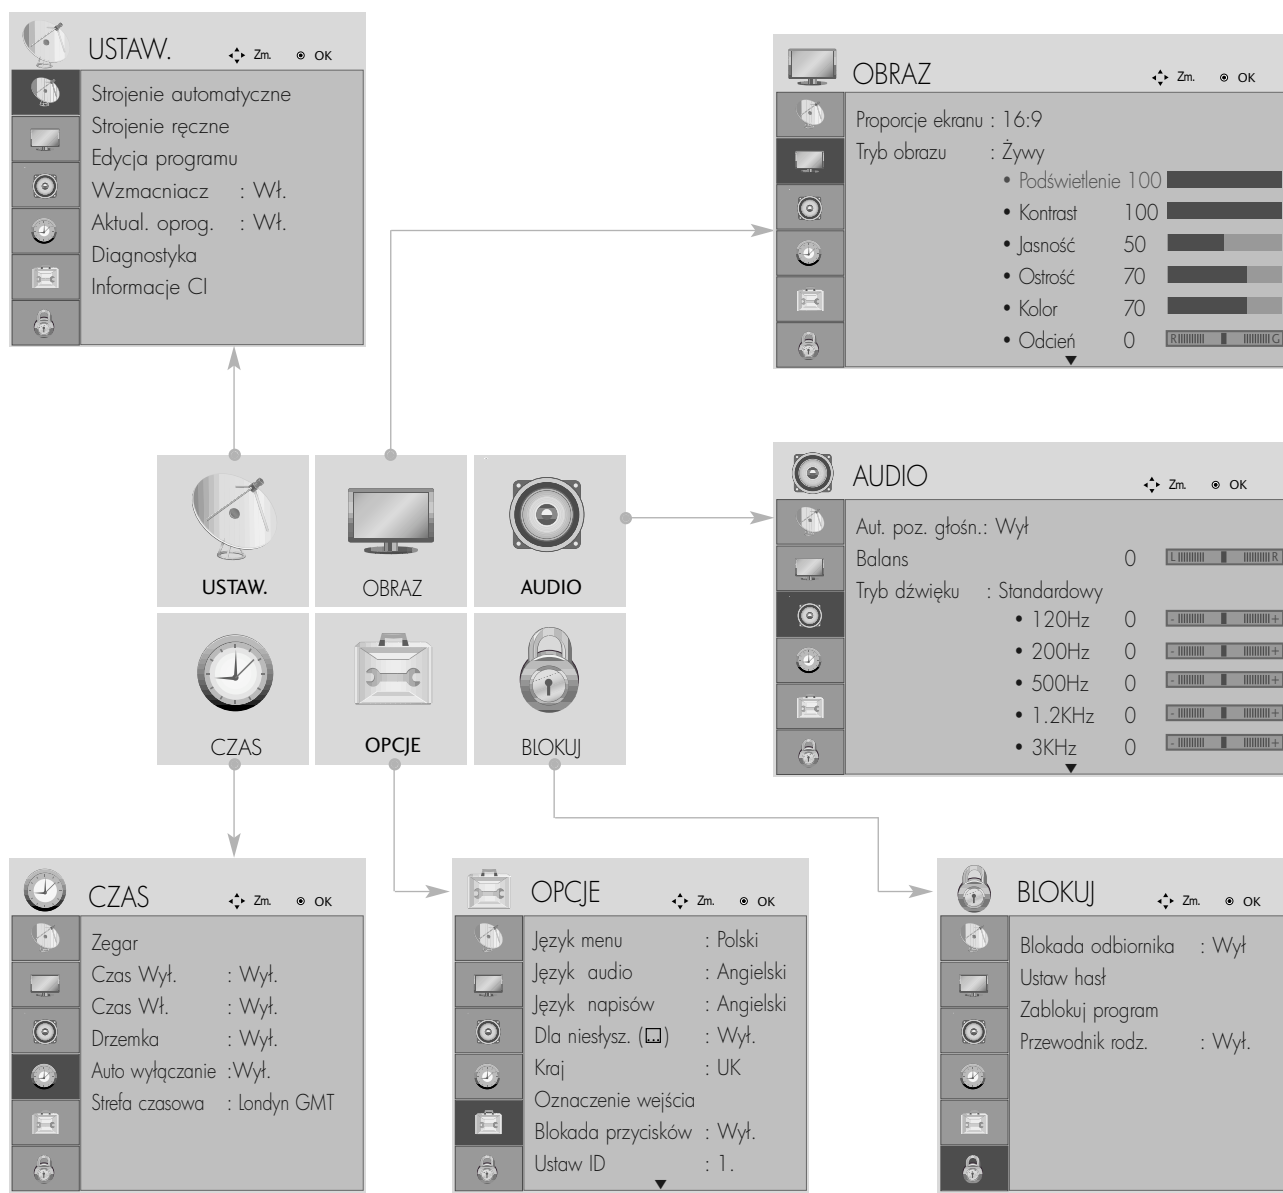 USTAW. Zm. OK
Strojenie automatyczne
Strojenie ręczne
Edycja programu
Wzmacniacz : Wł.
Aktual. oprog. : Wł.
Diagnostyka
Informacje CI
OBRAZ Zm. OK
Proporcje ekranu : 16:9
Tryb obrazu : Żywy
• Podświetlenie 100
• Kontrast 100
• Jasność 50
• Ostrość 70
• Kolor 70
• Odcień 0 R G
USTAW.
OBRAZ
AUDIO
CZAS
OPCJE
BLOKUJ
AUDIO Zm. OK
Aut. poz. głośn.: Wył
Balans 0 L R
Tryb dźwięku : Standardowy
• 120Hz 0 - +
• 200Hz 0 - +
• 500Hz 0 - +
• 1.2KHz 0 - +
• 3KHz 0 - +
CZAS Zm. OK
Zegar
Czas Wył. : Wył.
Czas Wł. : Wył.
Drzemka : Wył.
Auto wyłączanie :Wył.
Strefa czasowa : Londyn GMT
OPCJE Zm. OK
Język menu : Polski
Język audio : Angielski
Język napisów : Angielski
Dla niesłysz. ( ) : Wył.
Kraj : UK
Oznaczenie wejścia
Blokada przycisków : Wył.
Ustaw ID : 1.
BLOKUJ Zm. OK
Blokada odbiornika : Wył
Ustaw hasł
Zablokuj program
Przewodnik rodz. : Wył.